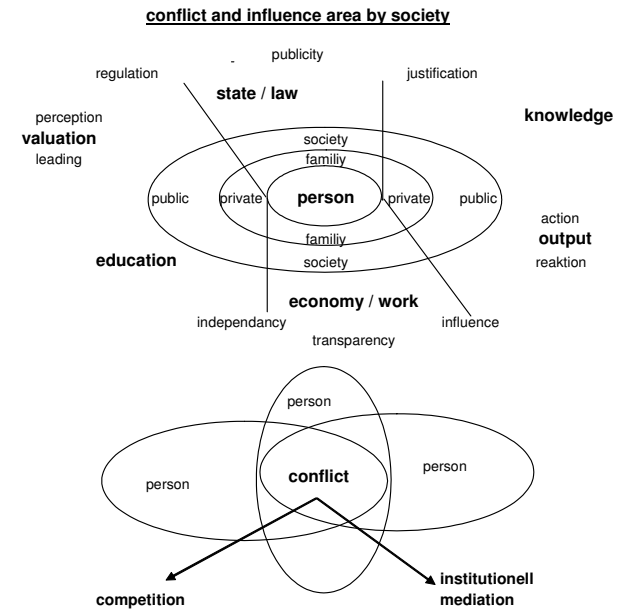 conflict and influence area by society
publicity
regulation
justification
state / law
knowledge
perception
valuation
leading
society
familiy
public
private
person
private
public
familiy
society
action
output
reaktion
education
economy / work
independancy
influence
transparency
person
person
conflict
person
competition
institutionell
mediation